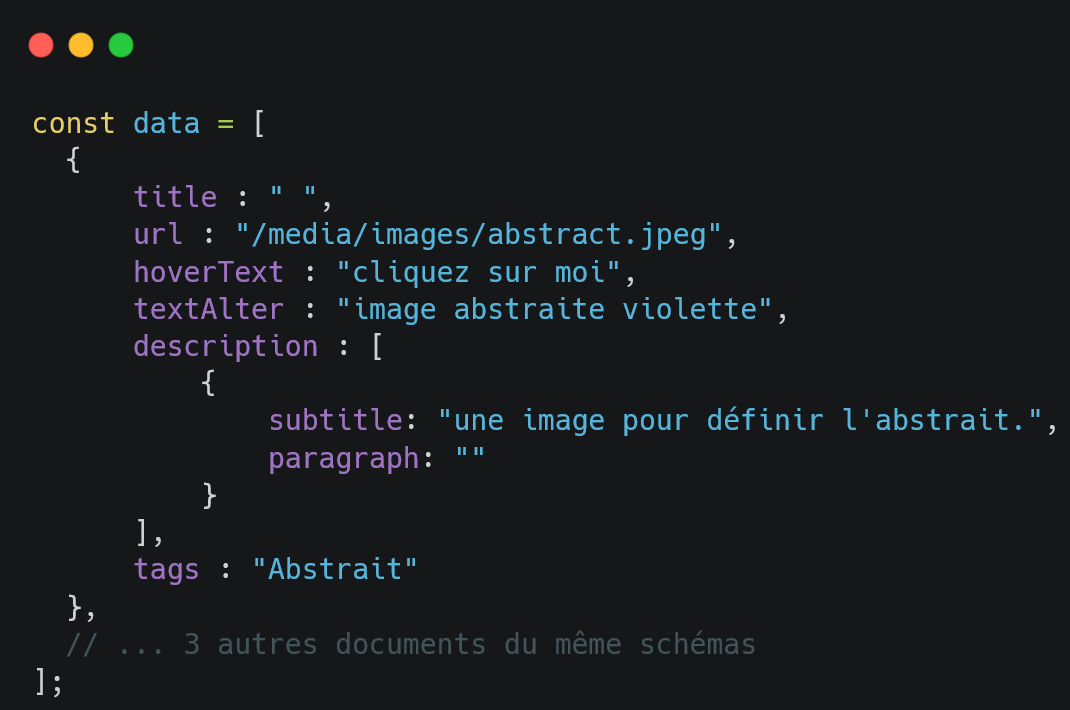 const data = [
  {
      title : " ",
      url : "/media/images/abstract.jpeg",
      hoverText : "cliquez sur moi",
      textAlter : "image abstraite violette",
      description : [
          {
              subtitle: "une image pour définir l'abstrait.",
              paragraph: ""
          }
      ],
      tags : "Abstrait"
  },
  // ... 3 autres documents du même schémas
];